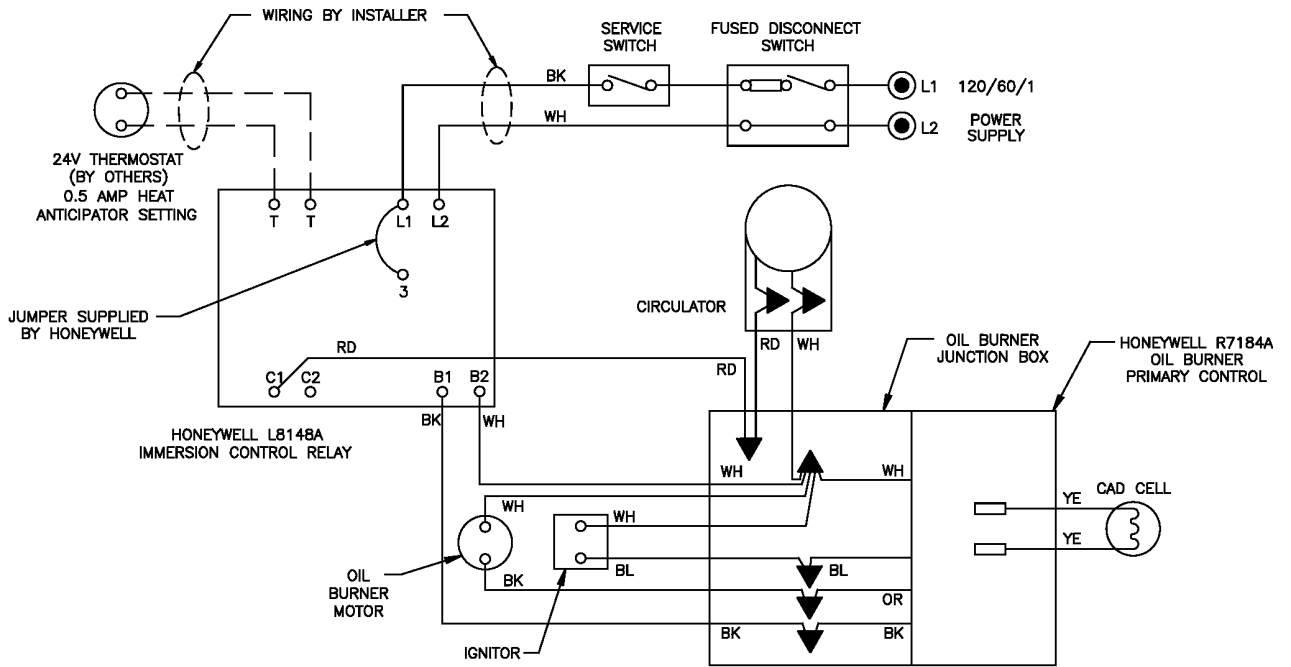 WIRING BY INSTALLER
SERVICE
SWITCH
FUSED DISCONNECT
SWITCH
BK
L1
120/60/1
WH
L2
POWER
SUPPLY
24V THERMOSTAT
(BY OTHERS)
0.5 AMP HEAT
ANTICIPATOR SETTING
T
T
L1
L2
3
JUMPER SUPPLIED
BY HONEYWELL
CIRCULATOR
RD
WH
RD
RD
C1
C2
B1
B2
BK
WH
HONEYWELL L8148A
IMMERSION CONTROL RELAY
OIL BURNER
JUNCTION BOX
HONEYWELL R7184A
OIL BURNER
PRIMARY CONTROL
WH
WH
WH
WH
YE
CAD CELL
YE
BL
BL
BK
OR
OIL
BURNER
MOTOR
BK
BK
IGNITOR